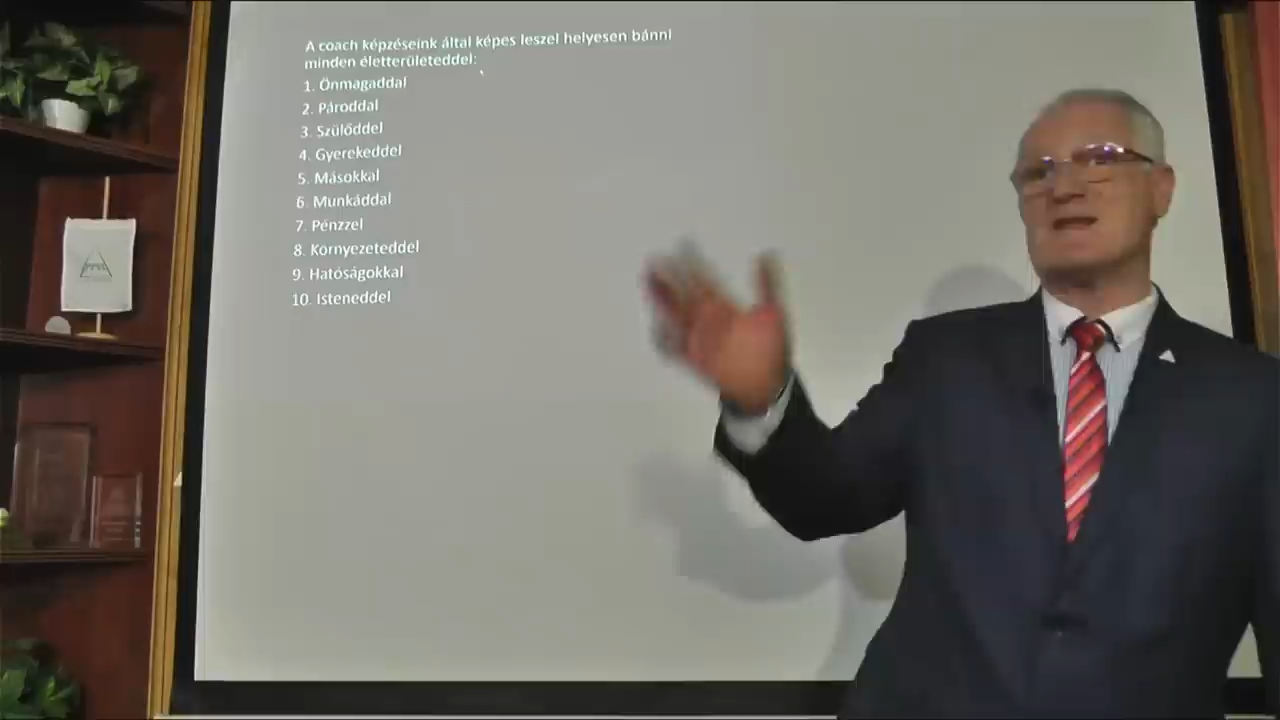 A coach képzéseink által képes leszel helyesen bánni
minden életterületeddel:
1. Önmagaddal
2. Pároddal
3. Szülőddel
4. Gyerekeddel
5. Másokkal
6. Munkáddal
7. Pénzzel
8. Környezeteddel
9. Hatóságokkal
10. Isteneddel